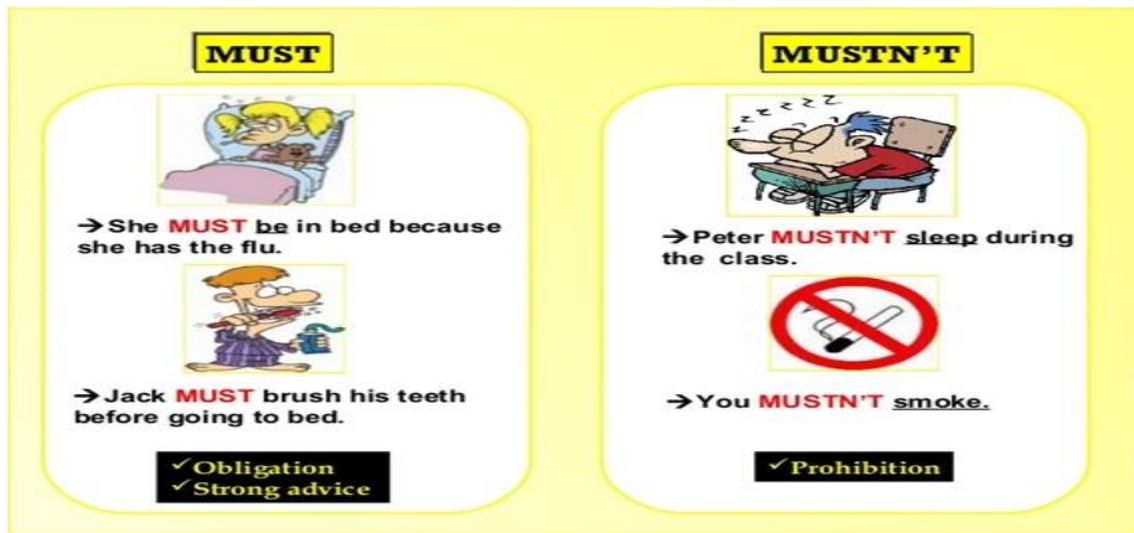 MUST
→She MUST be in bed because
she has the flu.
→Jack MUST brush his teeth
before going to bed.
✓Obligation
✓Strong advice
MUSTN'T
z z z z z z
→Peter MUSTN'T sleep during
the class.
→You MUSTN'T smoke.
✓Prohibition